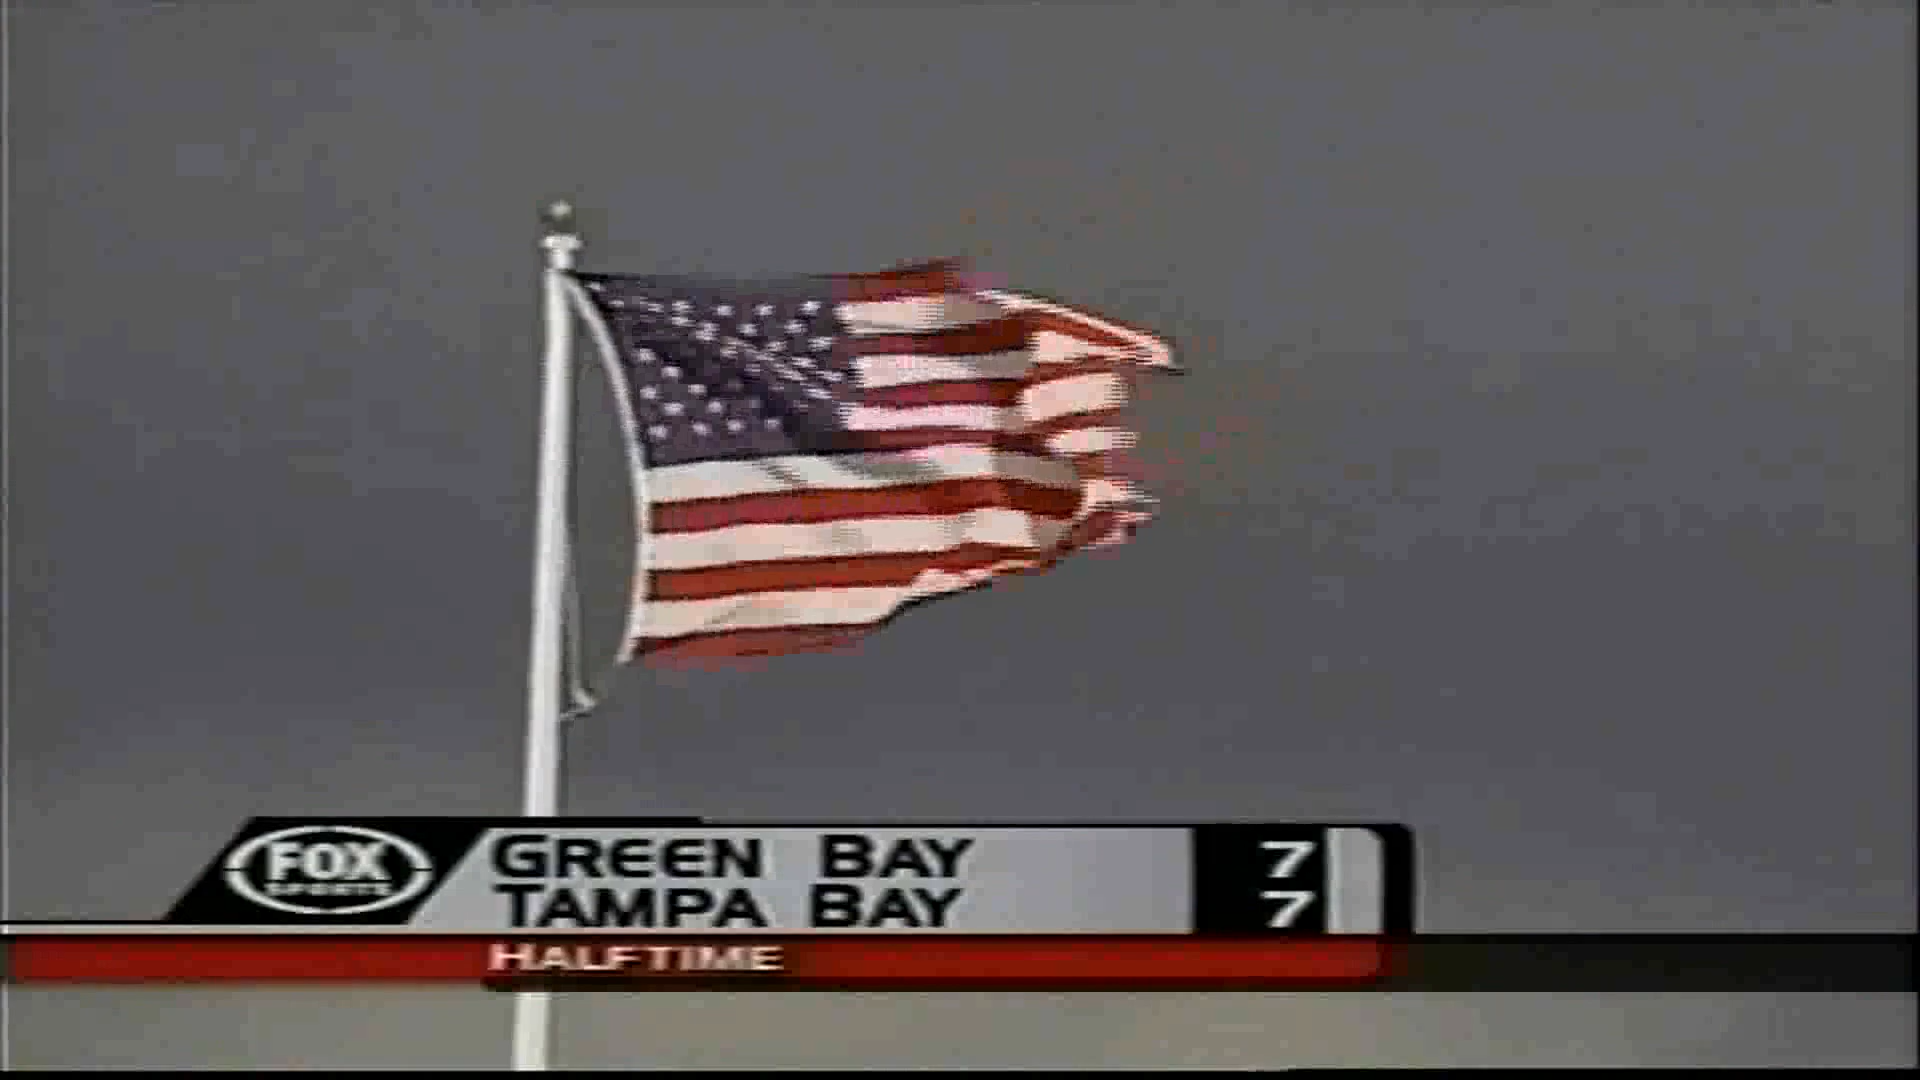 FOX
SPORTS
GREEN BAY 7
TAMPA BAY 7
HALFTIME